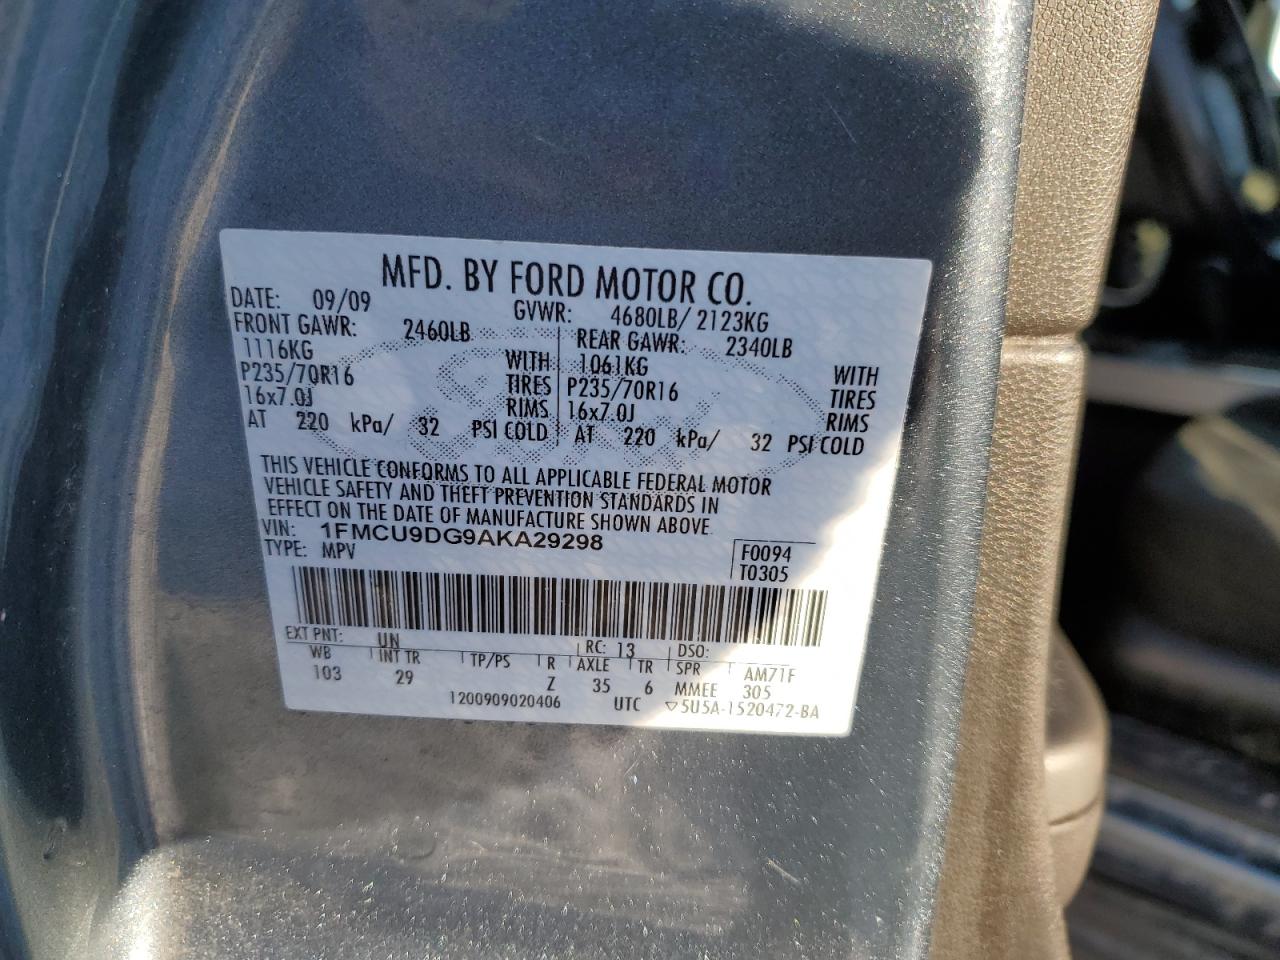 MFD. BY FORD MOTOR CO.
DATE: 09/09 GVWR: 4680LB/ 2123KG
FRONT GAWR: 2460LB REAR GAWR: 2340LB
1116KG WITH 1061KG WITH
P235/70R16 TIRES P235/70R16 TIRES
16x7.0J RIMS 16x7.0J RIMS
AT 220 kPa/ 32 PSI COLD AT 220 kPa/ 32 PSI COLD
THIS VEHICLE CONFORMS TO ALL APPLICABLE FEDERAL MOTOR
VEHICLE SAFETY AND THEFT PREVENTION STANDARDS IN
EFFECT ON THE DATE OF MANUFACTURE SHOWN ABOVE.
VIN: 1FMCU9DG9AKA29298
TYPE: MPV F0094
T0305
EXT PNT: UN RC: 13 DSO:
WB INT TR TP/PS R AXLE TR SPR AM71F
103 29 Z 35 6 MMEE 305
1200909020406 UTC ▽5U5A-1520472-BA